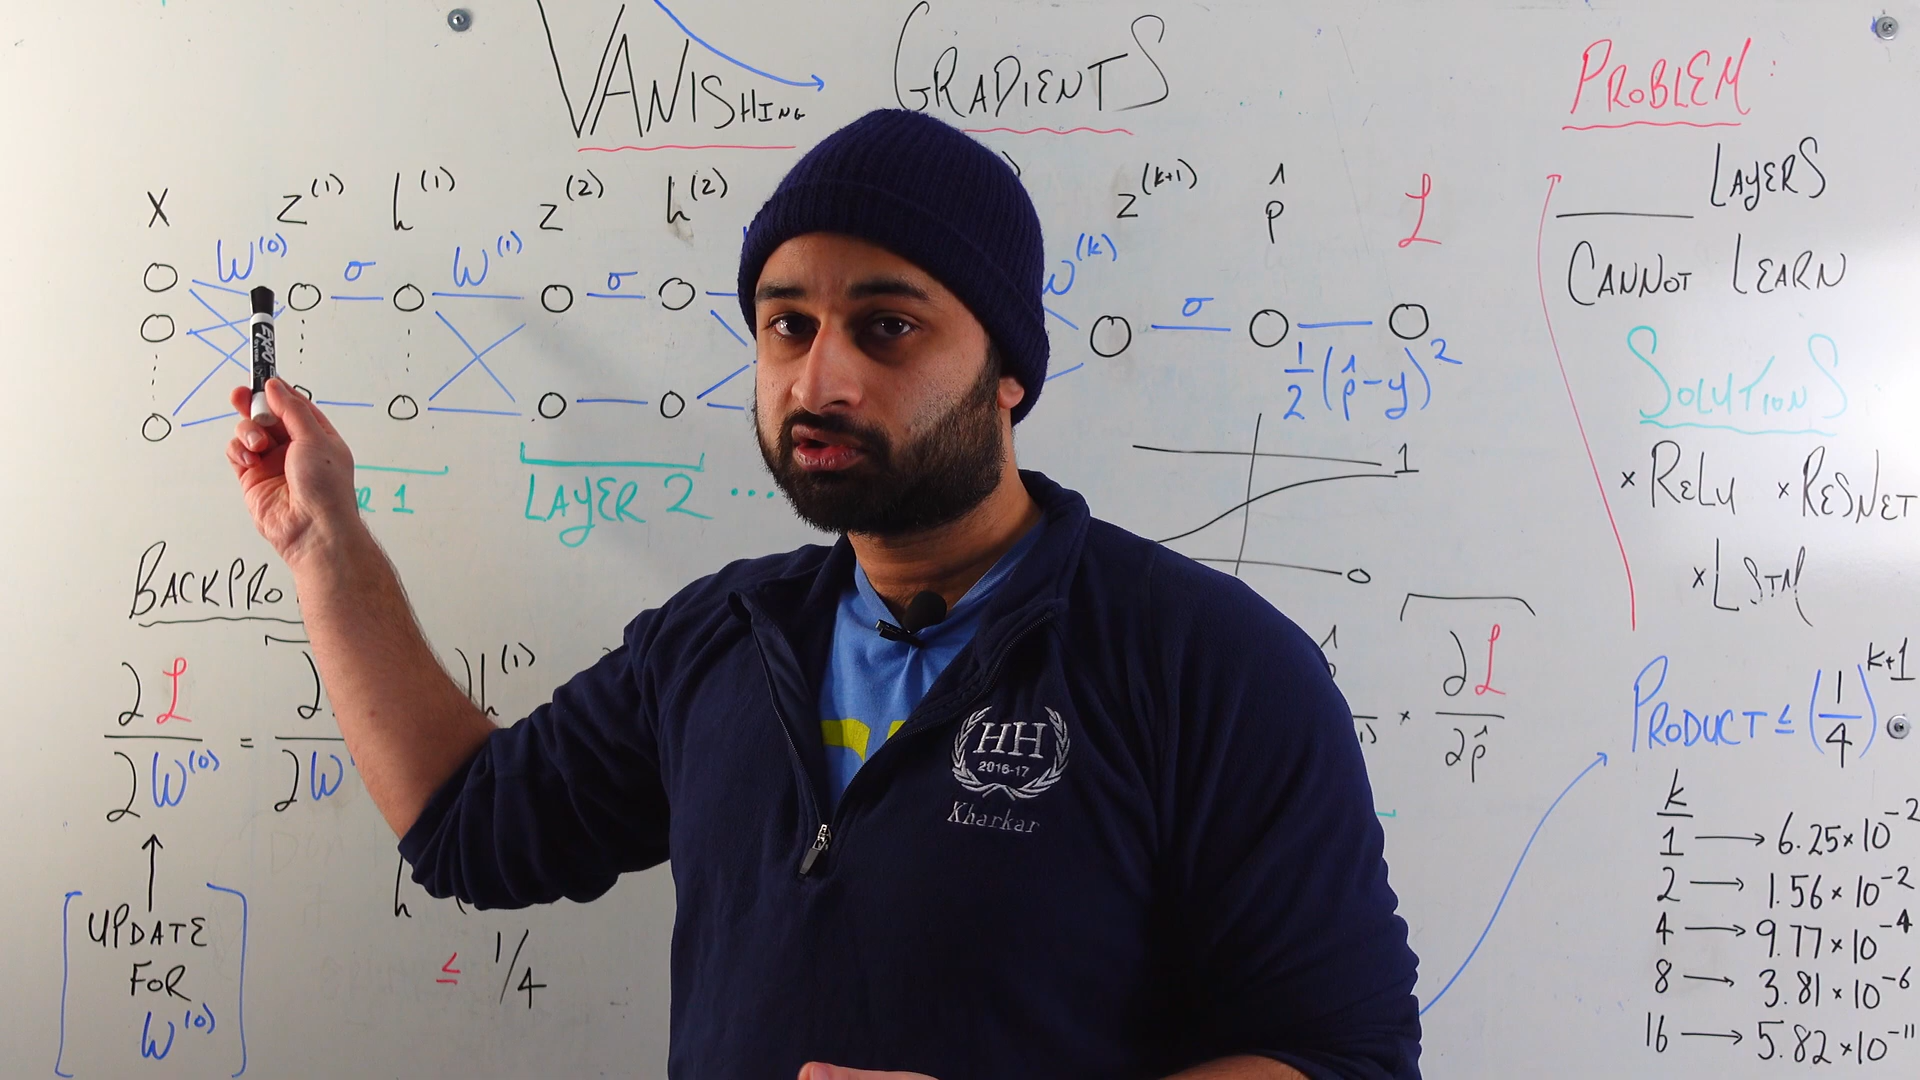 VANISHING GRADIENTS
PROBLEM:
LAYERS
CANNOT LEARN
SOLUTIONS
× RELU × RESNET
× LSTM
X z⁽¹⁾ h⁽¹⁾ z⁽²⁾ h⁽²⁾ z⁽ᵏ⁺¹⁾ p̂ ℒ
W⁽⁰⁾ σ W⁽¹⁾ σ W⁽ᵏ⁾ σ
1/2 (p̂-y)²
LAYER 2 ...
1
0
∂ℒ/∂W⁽⁰⁾ =
× ∂ℒ/∂p̂
UPDATE
FOR
W⁽⁰⁾
≤ 1/4
PRODUCT ≤ (1/4)ᵏ⁺¹
k
1 → 6.25×10⁻²
2 → 1.56×10⁻²
4 → 9.77×10⁻⁴
8 → 3.81×10⁻⁶
16 → 5.82×10⁻¹¹
EXPO
HH
2016-17
Kharkar